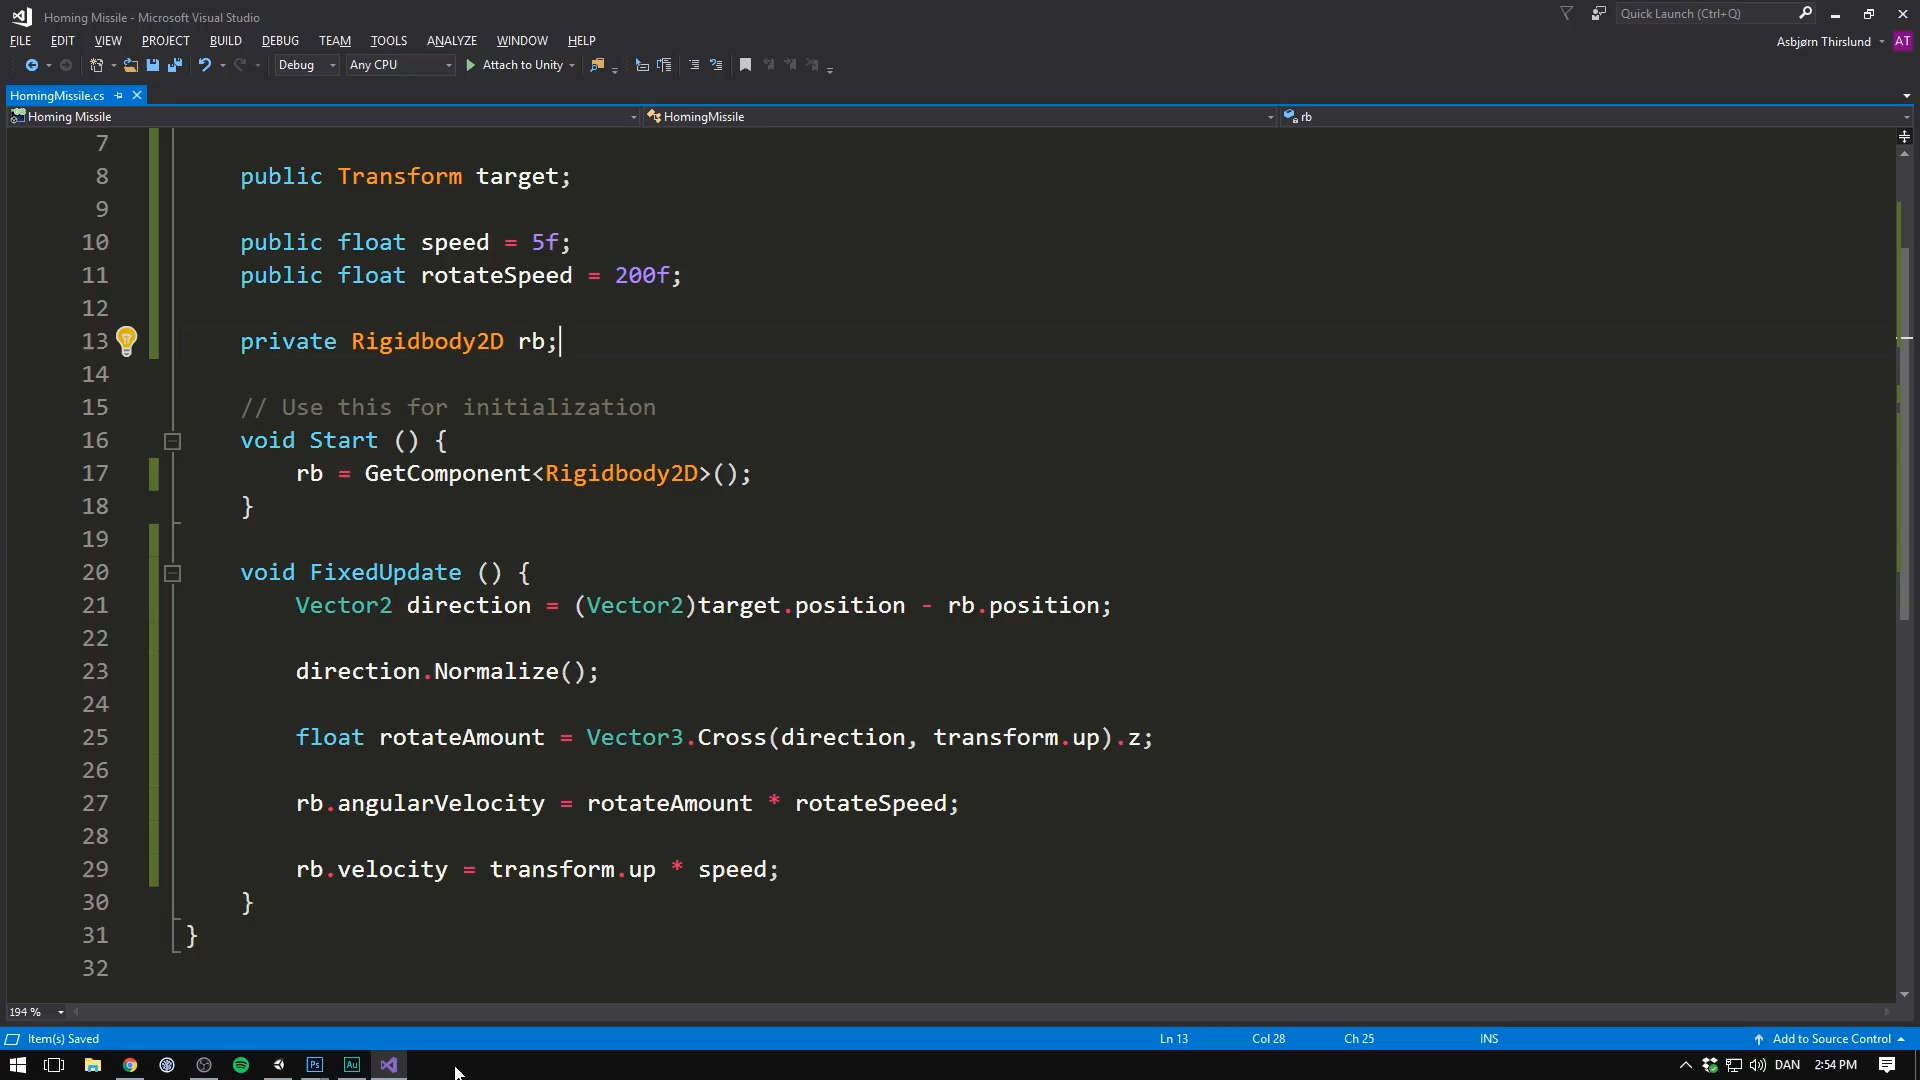 Homing Missile - Microsoft Visual Studio
Quick Launch (Ctrl+Q)
FILE EDIT VIEW PROJECT BUILD DEBUG TEAM TOOLS ANALYZE WINDOW HELP
Asbjørn Thirslund AT
Debug Any CPU Attach to Unity
HomingMissile.cs
Homing Missile HomingMissile rb
7
8 public Transform target;
9
10 public float speed = 5f;
11 public float rotateSpeed = 200f;
12
13 private Rigidbody2D rb;
14
15 // Use this for initialization
16 void Start () {
17 rb = GetComponent<Rigidbody2D>();
18 }
19
20 void FixedUpdate () {
21 Vector2 direction = (Vector2)target.position - rb.position;
22
23 direction.Normalize();
24
25 float rotateAmount = Vector3.Cross(direction, transform.up).z;
26
27 rb.angularVelocity = rotateAmount * rotateSpeed;
28
29 rb.velocity = transform.up * speed;
30 }
31 }
32
194 %
Item(s) Saved Ln 13 Col 28 Ch 25 INS Add to Source Control
Ps Au DAN 2:54 PM